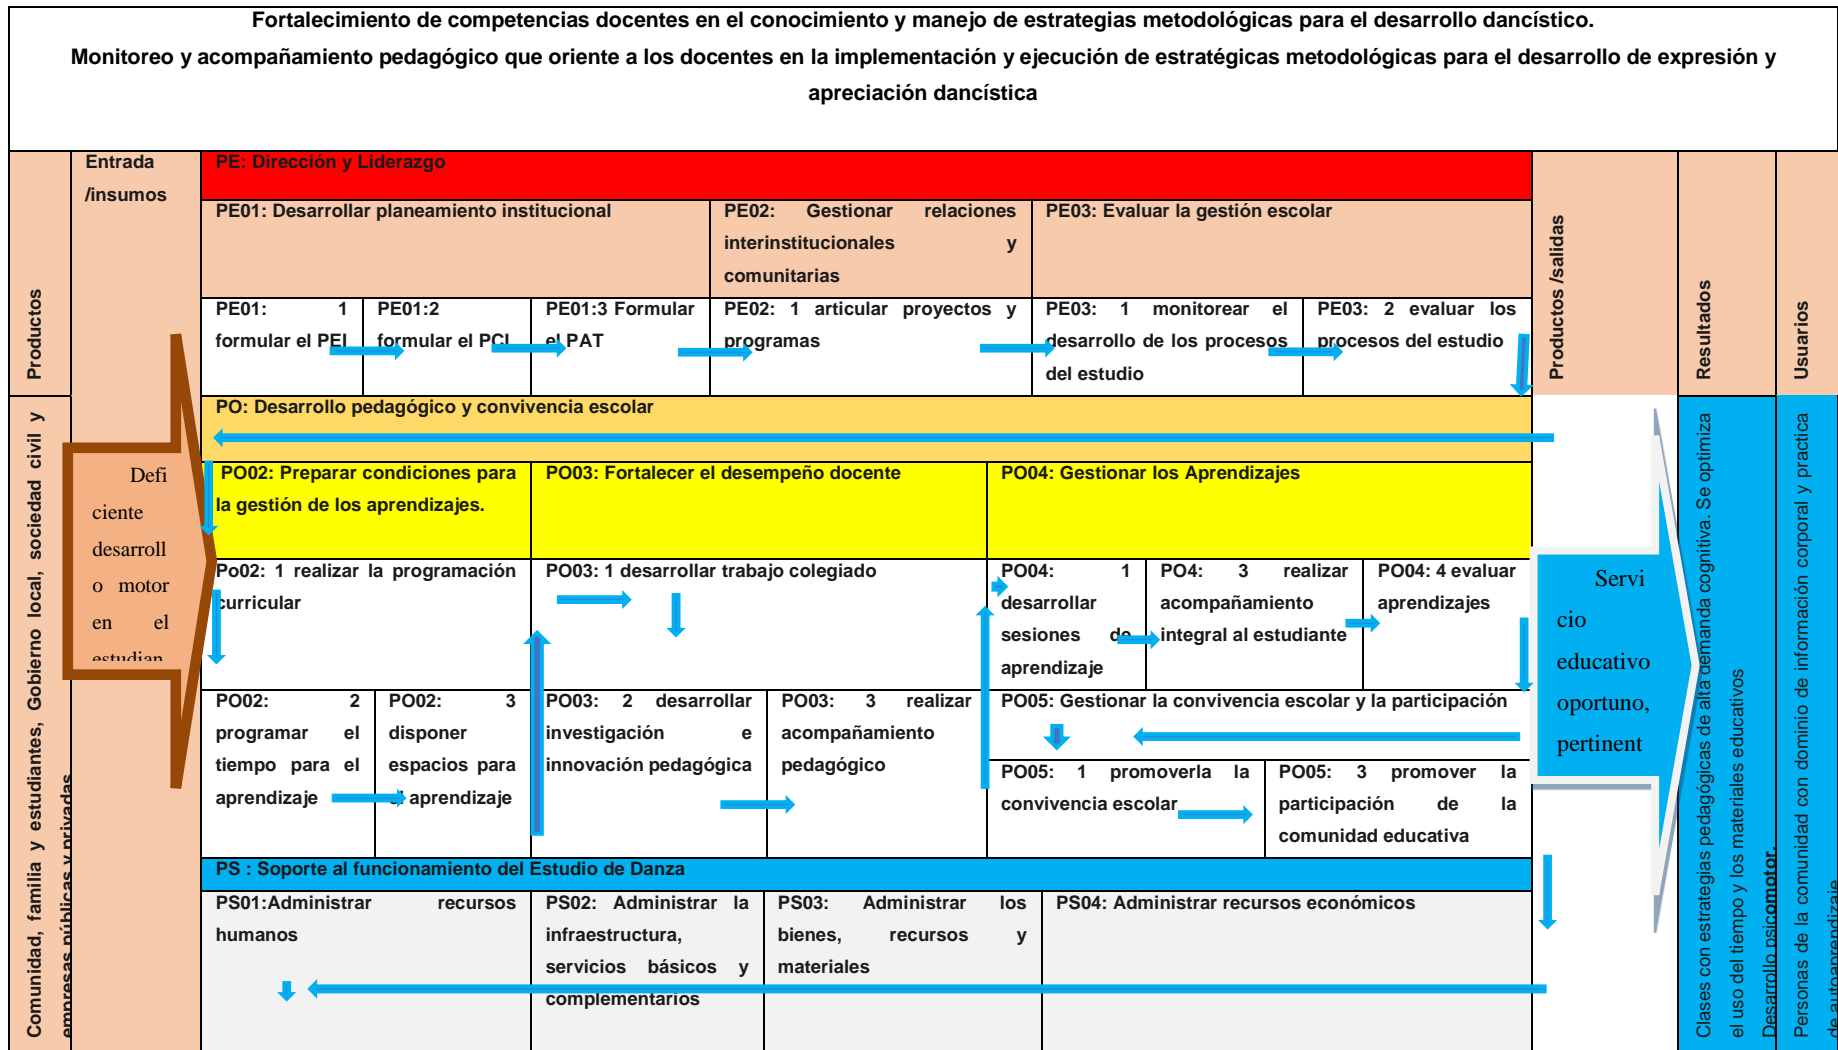 Fortalecimiento de competencias docentes en el conocimiento y manejo de estrategias metodológicas para el desarrollo dancístico.
Monitoreo y acompañamiento pedagógico que oriente a los docentes en la implementación y ejecución de estratégicas metodológicas para el desarrollo de expresión y
apreciación dancística
Productos
Entrada
/insumos
PE: Dirección y Liderazgo
PE01: Desarrollar planeamiento institucional
PE02: Gestionar relaciones
interinstitucionales y
comunitarias
PE03: Evaluar la gestión escolar
PE01: 1
formular el PEI
PE01:2
formular el PCI
PE01:3 Formular
el PAT
PE02: 1 articular proyectos y
programas
PE03: 1 monitorear el
desarrollo de los procesos
del estudio
PE03: 2 evaluar los
procesos del estudio
Productos /salidas
Resultados
Usuarios
Comunidad, familia y estudiantes, Gobierno local, sociedad civil y
empresas públicas y privadas
Defi
ciente
desarroll
o motor
en el
estudian
PO: Desarrollo pedagógico y convivencia escolar
PO02: Preparar condiciones para
la gestión de los aprendizajes.
PO03: Fortalecer el desempeño docente
PO04: Gestionar los Aprendizajes
Po02: 1 realizar la programación
curricular
PO03: 1 desarrollar trabajo colegiado
PO04: 1
desarrollar
sesiones de
aprendizaje
PO4: 3 realizar
acompañamiento
integral al estudiante
PO04: 4 evaluar
aprendizajes
PO02: 2
programar el
tiempo para el
aprendizaje
PO02: 3
disponer
espacios para
el aprendizaje
PO03: 2 desarrollar
investigación e
innovación pedagógica
PO03: 3 realizar
acompañamiento
pedagógico
PO05: Gestionar la convivencia escolar y la participación
PO05: 1 promoverla la
convivencia escolar
PO05: 3 promover la
participación de la
comunidad educativa
PS : Soporte al funcionamiento del Estudio de Danza
PS01:Administrar recursos
humanos
PS02: Administrar la
infraestructura,
servicios básicos y
complementarios
PS03: Administrar los
bienes, recursos y
materiales
PS04: Administrar recursos económicos
Servi
cio
educativo
oportuno,
pertinent
Clases con estrategias pedagógicas de alta demanda cognitiva. Se optimiza
el uso del tiempo y los materiales educativos
Desarrollo psicomotor.
Personas de la comunidad con dominio de información corporal y practica
de autoaprendizaje